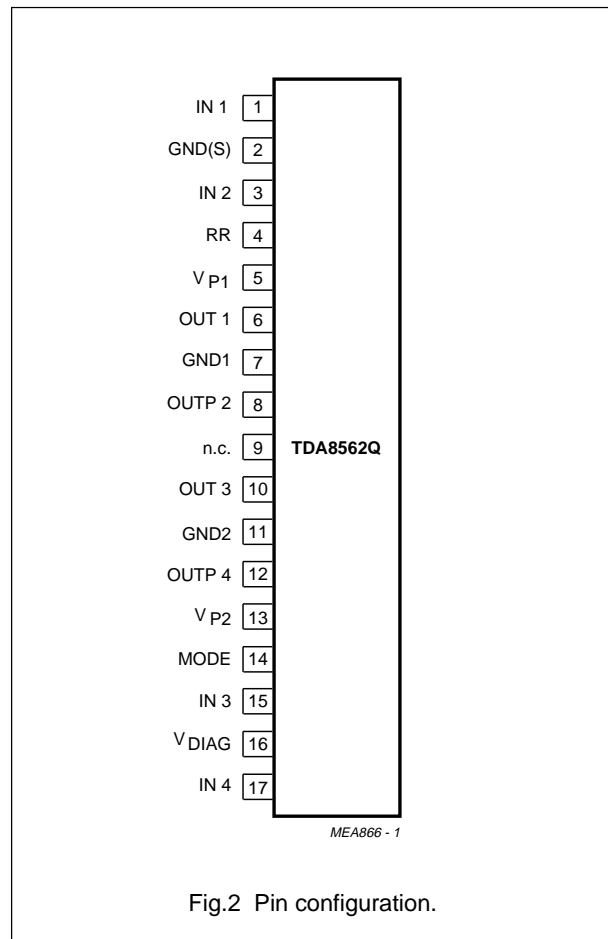 IN 1 1
GND(S) 2
IN 2 3
RR 4
V P1 5
OUT 1 6
GND1 7
OUTP 2 8
n.c. 9 TDA8562Q
OUT 3 10
GND2 11
OUTP 4 12
V P2 13
MODE 14
IN 3 15
V DIAG 16
IN 4 17
MEA866 - 1
Fig.2 Pin configuration.